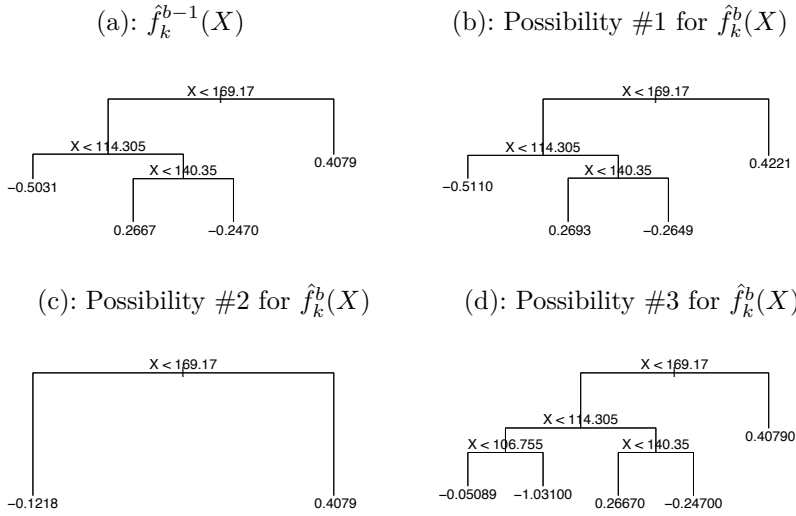 (a): $\hat{f}_k^{b-1}(X)$
X < 169.17
X < 114.305
X < 140.35
−0.5031
0.2667
−0.2470
0.4079
(b): Possibility #1 for $\hat{f}_k^{b}(X)$
X < 169.17
X < 114.305
X < 140.35
−0.5110
0.2693
−0.2649
0.4221
(c): Possibility #2 for $\hat{f}_k^{b}(X)$
X < 169.17
−0.1218
0.4079
(d): Possibility #3 for $\hat{f}_k^{b}(X)$
X < 169.17
X < 114.305
X < 106.755
X < 140.35
−0.05089
−1.03100
0.26670
−0.24700
0.40790